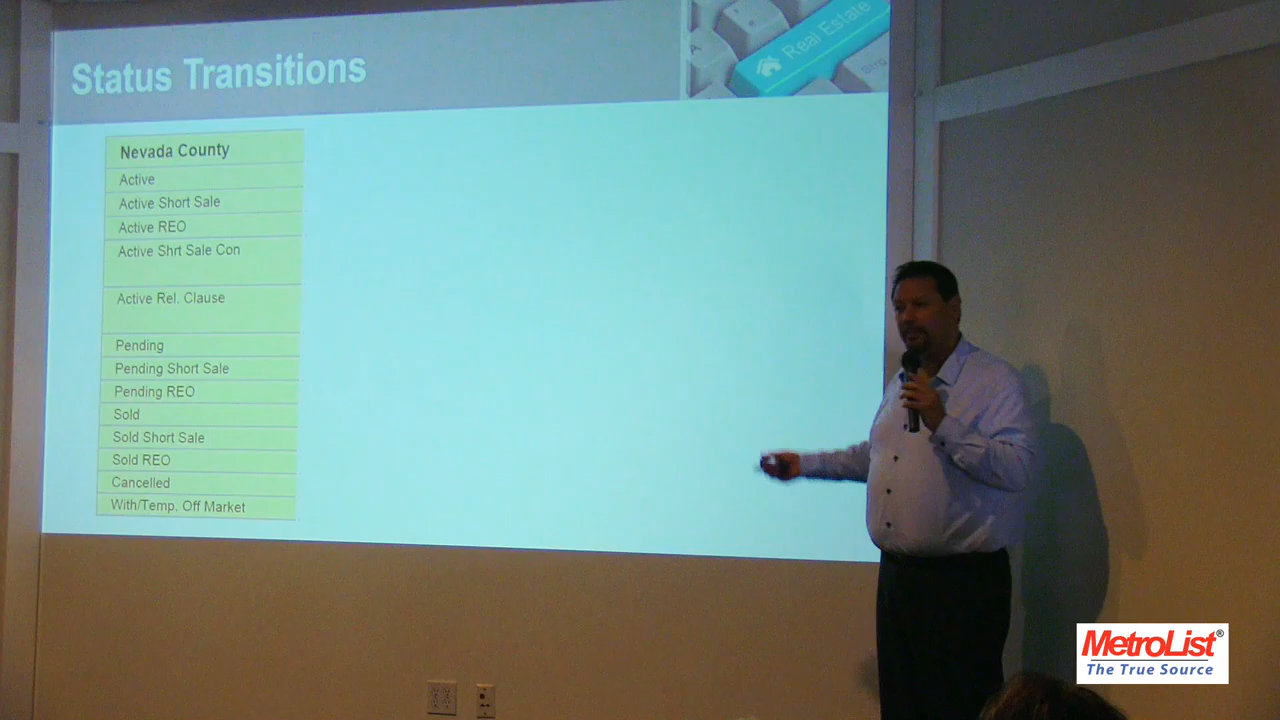 Status Transitions
Real Estate
Nevada County
Active
Active Short Sale
Active REO
Active Shrt Sale Con
Active Rel. Clause
Pending
Pending Short Sale
Pending REO
Sold
Sold Short Sale
Sold REO
Cancelled
With/Temp. Off Market
MetroList®
The True Source